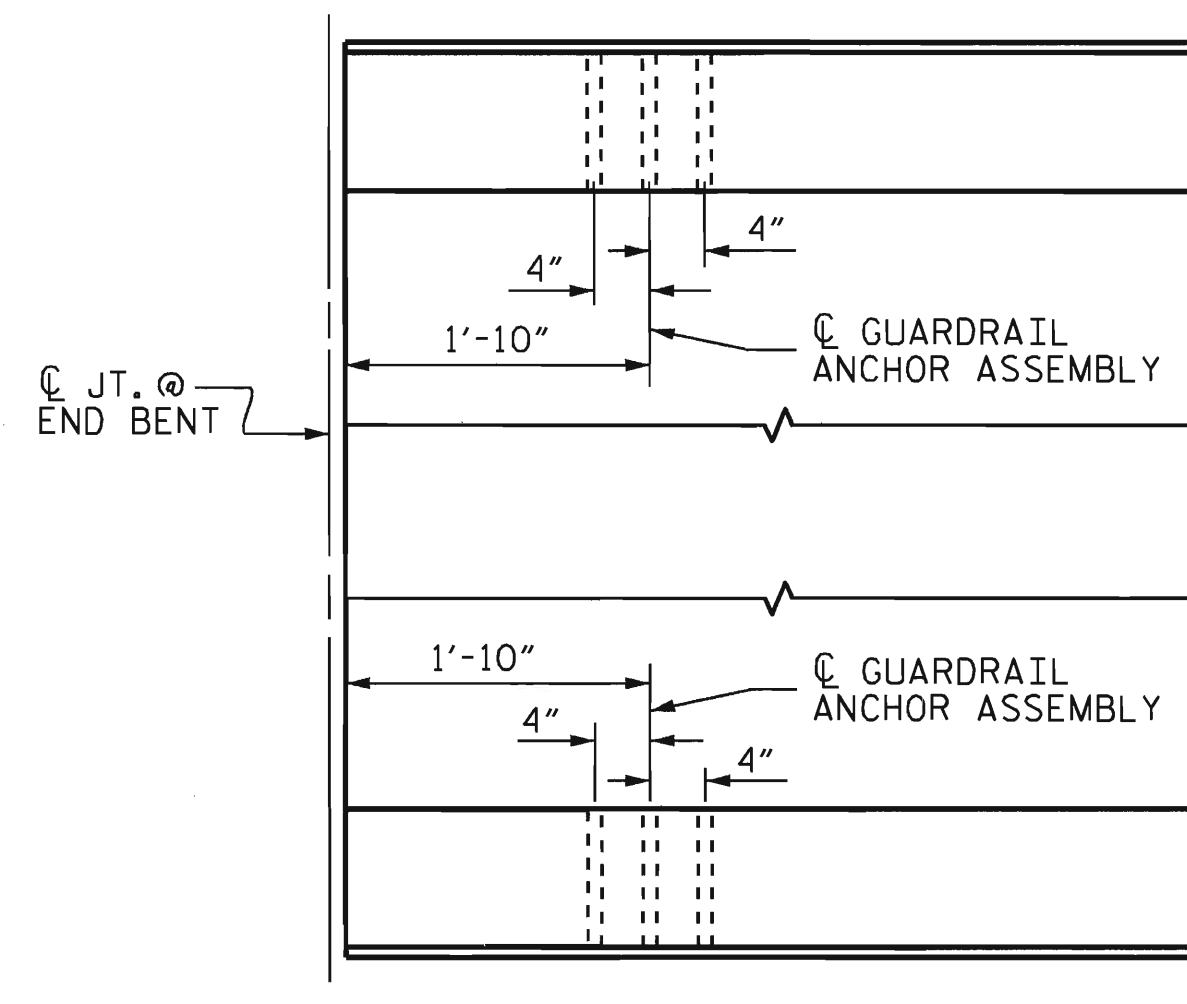 4"
4"
1'-10"
℄ GUARDRAIL
ANCHOR ASSEMBLY
℄ JT. @
END BENT
1'-10"
℄ GUARDRAIL
ANCHOR ASSEMBLY
4"
4"